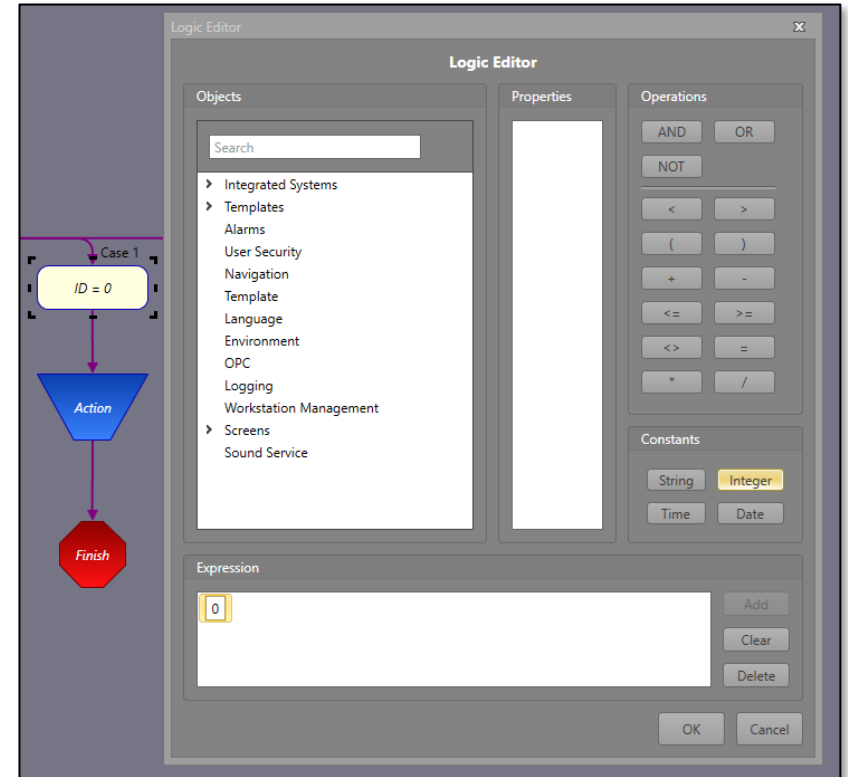 Logic Editor
Logic Editor
Objects
Properties
Operations
Search
Integrated Systems
Templates
Alarms
User Security
Navigation
Template
Language
Environment
OPC
Logging
Workstation Management
Screens
Sound Service
AND OR
NOT
< >
( )
+ -
<= >=
<> =
* /
Constants
String Integer
Time Date
Case 1
ID = 0
Action
Finish
Expression
0
Add
Clear
Delete
OK Cancel